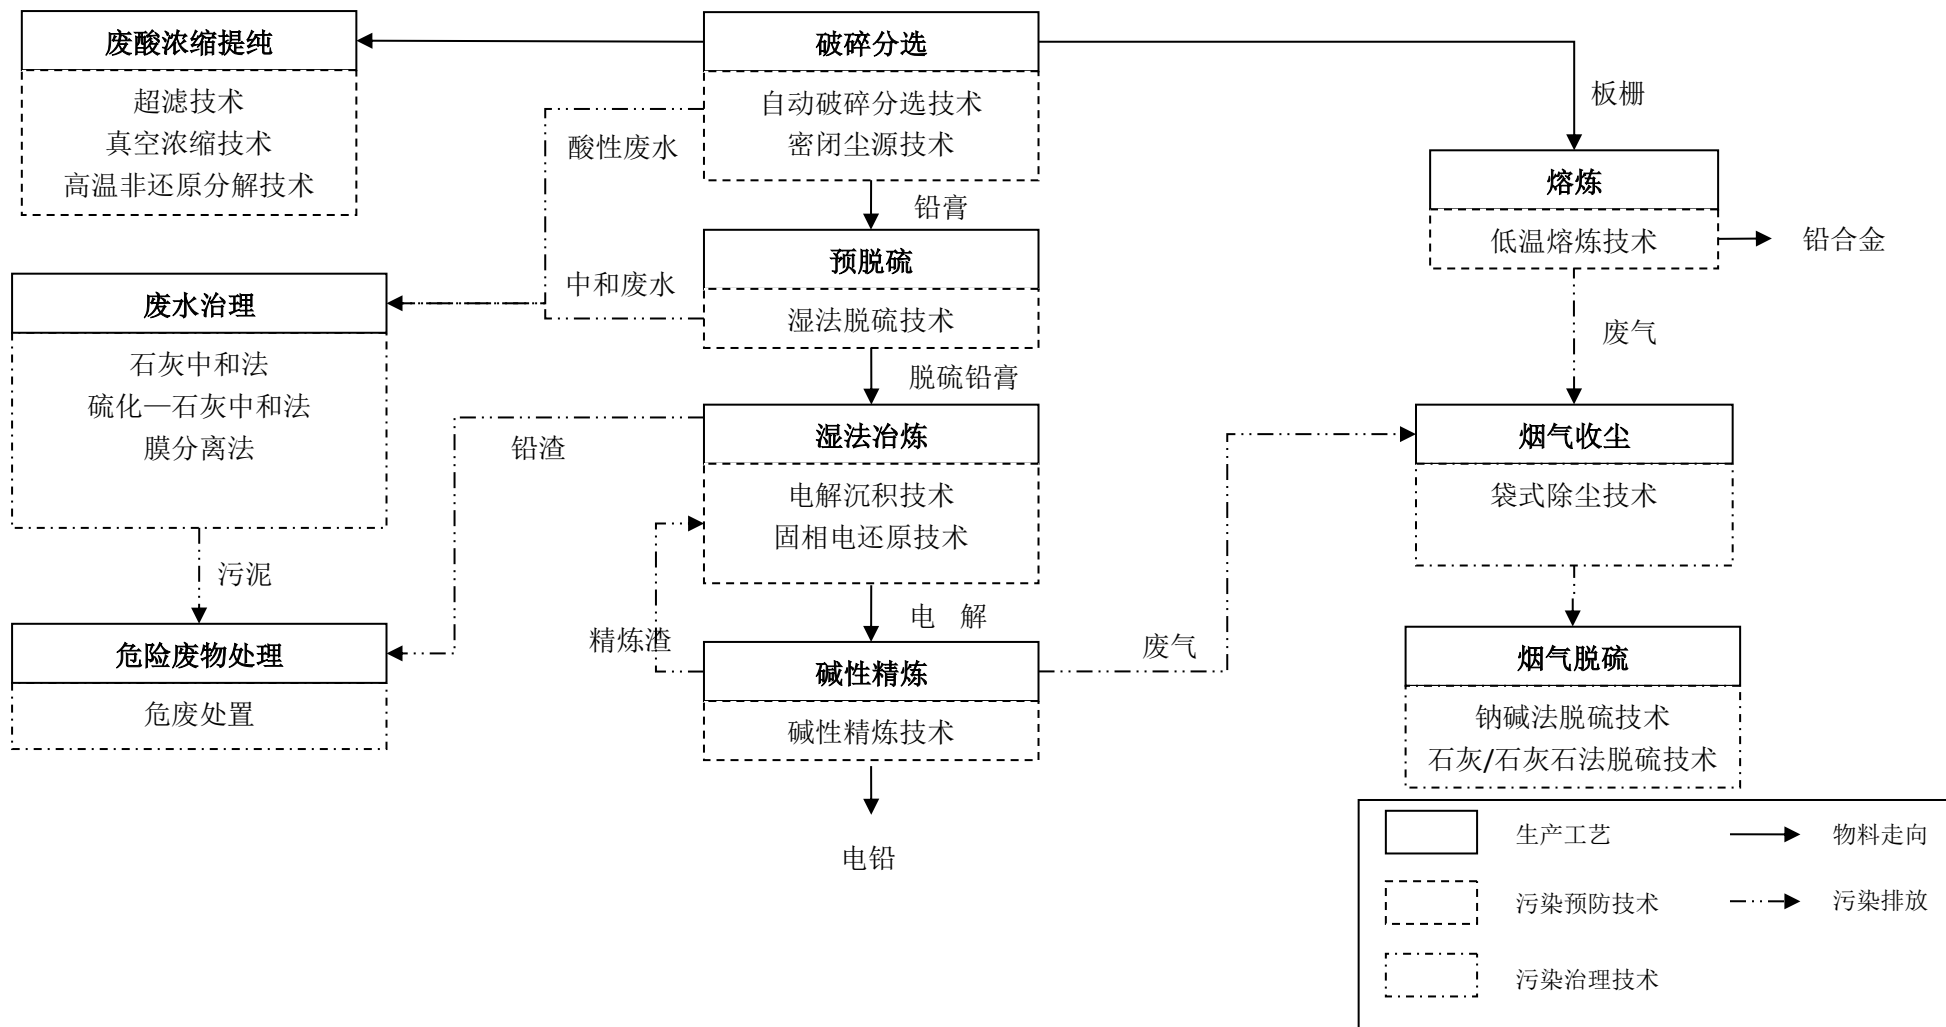 废酸浓缩提纯
超滤技术
真空浓缩技术
高温非还原分解技术
破碎分选
自动破碎分选技术
密闭尘源技术
板栅
酸性废水
铅膏
熔炼
低温熔炼技术
铅合金
预脱硫
湿法脱硫技术
中和废水
废水治理
石灰中和法
硫化—石灰中和法
膜分离法
废气
脱硫铅膏
湿法冶炼
电解沉积技术
固相电还原技术
铅渣
烟气收尘
袋式除尘技术
污泥
电 解
精炼渣
废气
危险废物处理
危废处置
碱性精炼
碱性精炼技术
烟气脱硫
钠碱法脱硫技术
石灰/石灰石法脱硫技术
电铅
生产工艺
物料走向
污染预防技术
污染排放
污染治理技术